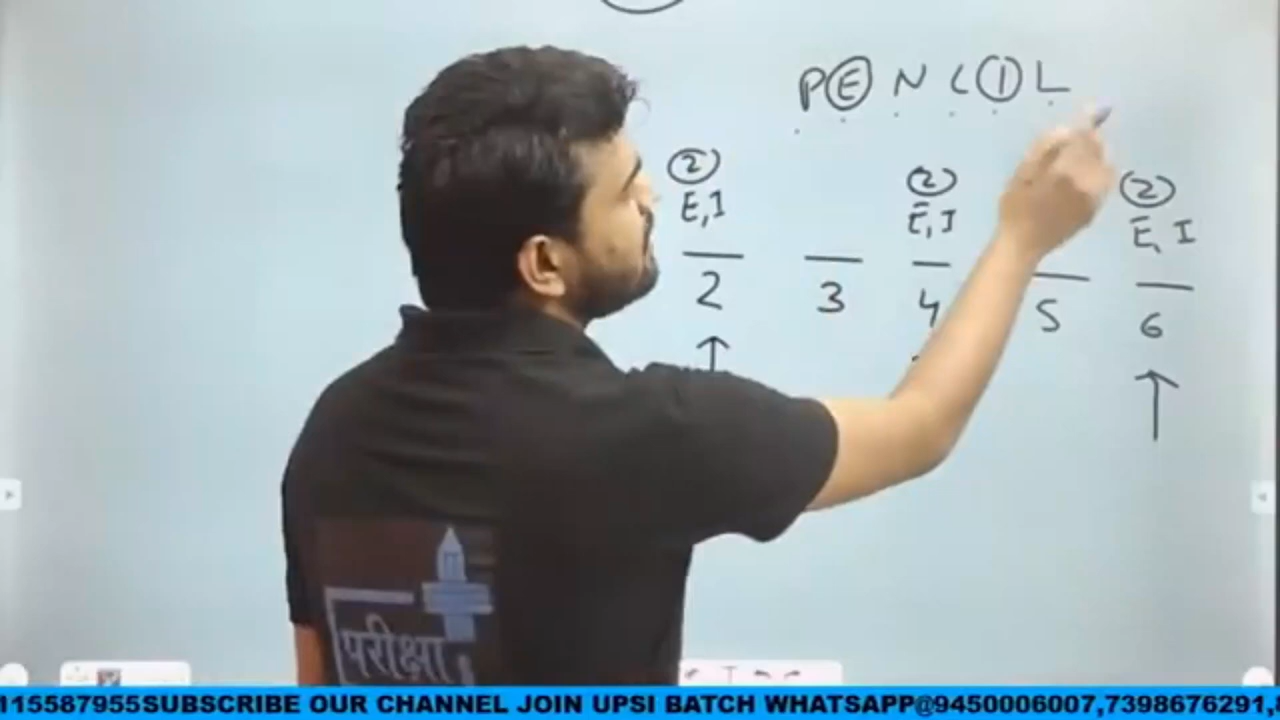 P E N C I L
2 2 2
E, I E, I E, I
2 3 4 5 6
परीक्षा
115587955SUBSCRIBE OUR CHANNEL JOIN UPSI BATCH WHATSAPP@9450006007,7398676291,